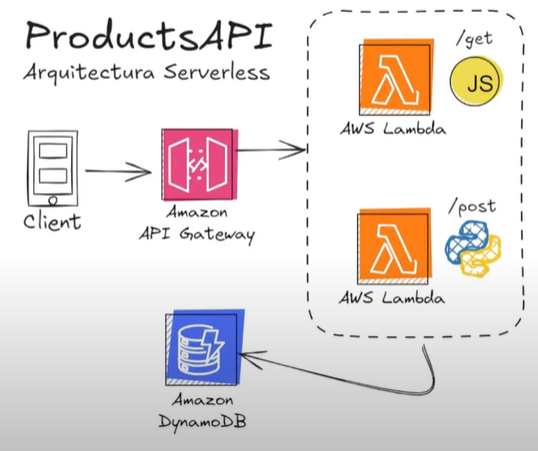 ProductsAPI
Arquitectura Serverless
/get
JS
AWS Lambda
Client
Amazon
API Gateway
/post
AWS Lambda
Amazon
DynamoDB